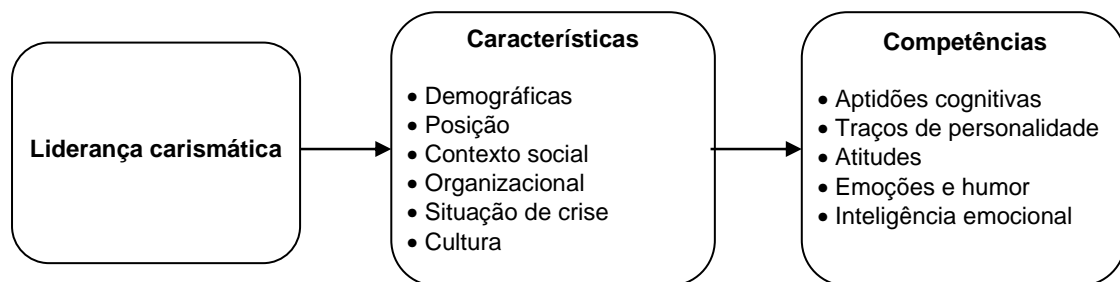 Liderança carismática
Característícas
• Demográficas
• Posição
• Contexto social
• Organizacional
• Situação de crise
• Cultura
Competências
• Aptidões cognitivas
• Traços de personalidade
• Atitudes
• Emoções e humor
• Inteligência emocional